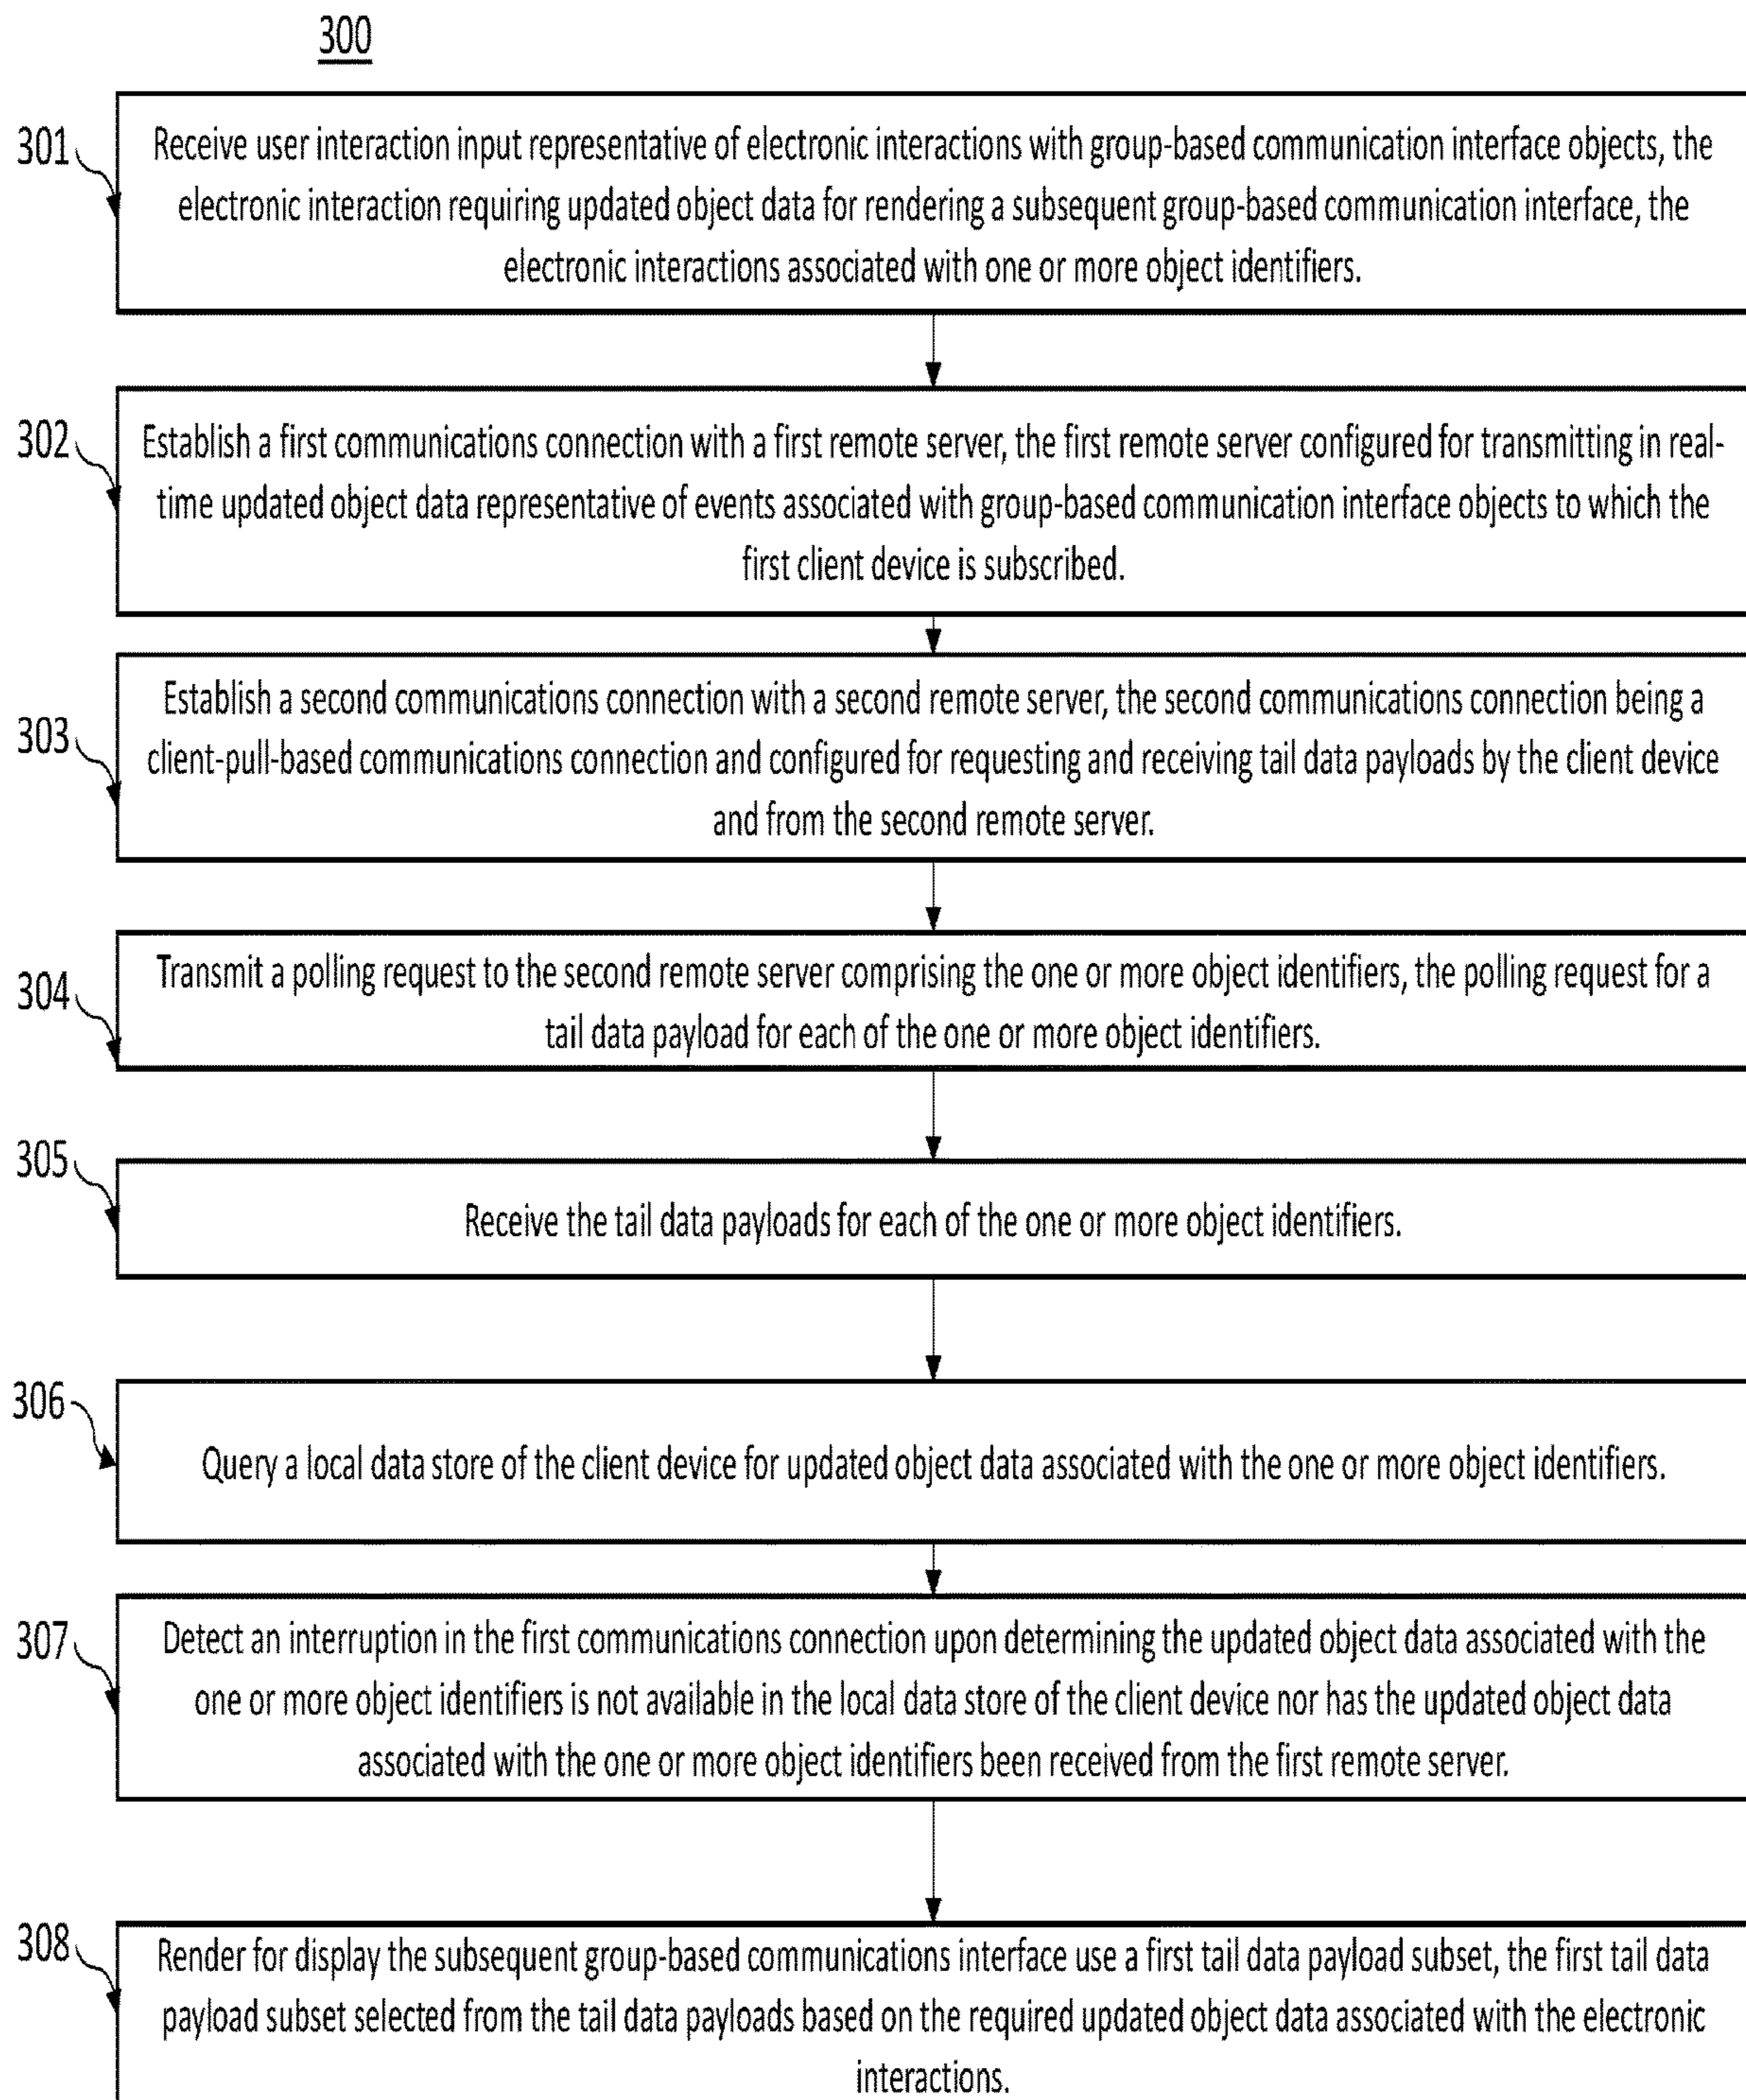 300
301
Receive user interaction input representative of electronic interactions with group-based communication interface objects, the
electronic interaction requiring updated object data for rendering a subsequent group-based communication interface, the
electronic interactions associated with one or more object identifiers.
302
Establish a first communications connection with a first remote server, the first remote server configured for transmitting in real-
time updated object data representative of events associated with group-based communication interface objects to which the
first client device is subscribed.
303
Establish a second communications connection with a second remote server, the second communications connection being a
client-pull-based communications connection and configured for requesting and receiving tail data payloads by the client device
and from the second remote server.
304
Transmit a polling request to the second remote server comprising the one or more object identifiers, the polling request for a
tail data payload for each of the one or more object identifiers.
305
Receive the tail data payloads for each of the one or more object identifiers.
306
Query a local data store of the client device for updated object data associated with the one or more object identifiers.
307
Detect an interruption in the first communications connection upon determining the updated object data associated with the
one or more object identifiers is not available in the local data store of the client device nor has the updated object data
associated with the one or more object identifiers been received from the first remote server.
308
Render for display the subsequent group-based communications interface use a first tail data payload subset, the first tail data
payload subset selected from the tail data payloads based on the required updated object data associated with the electronic
interactions.